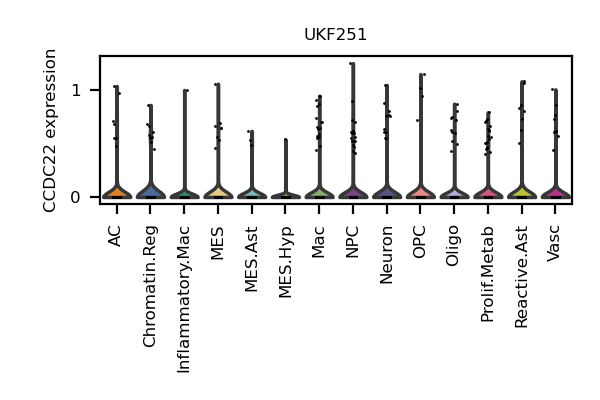 UKF251
CCDC22 expression
1
0
AC
Chromatin.Reg
Inflammatory.Mac
MES
MES.Ast
MES.Hyp
Mac
NPC
Neuron
OPC
Oligo
Prolif.Metab
Reactive.Ast
Vasc